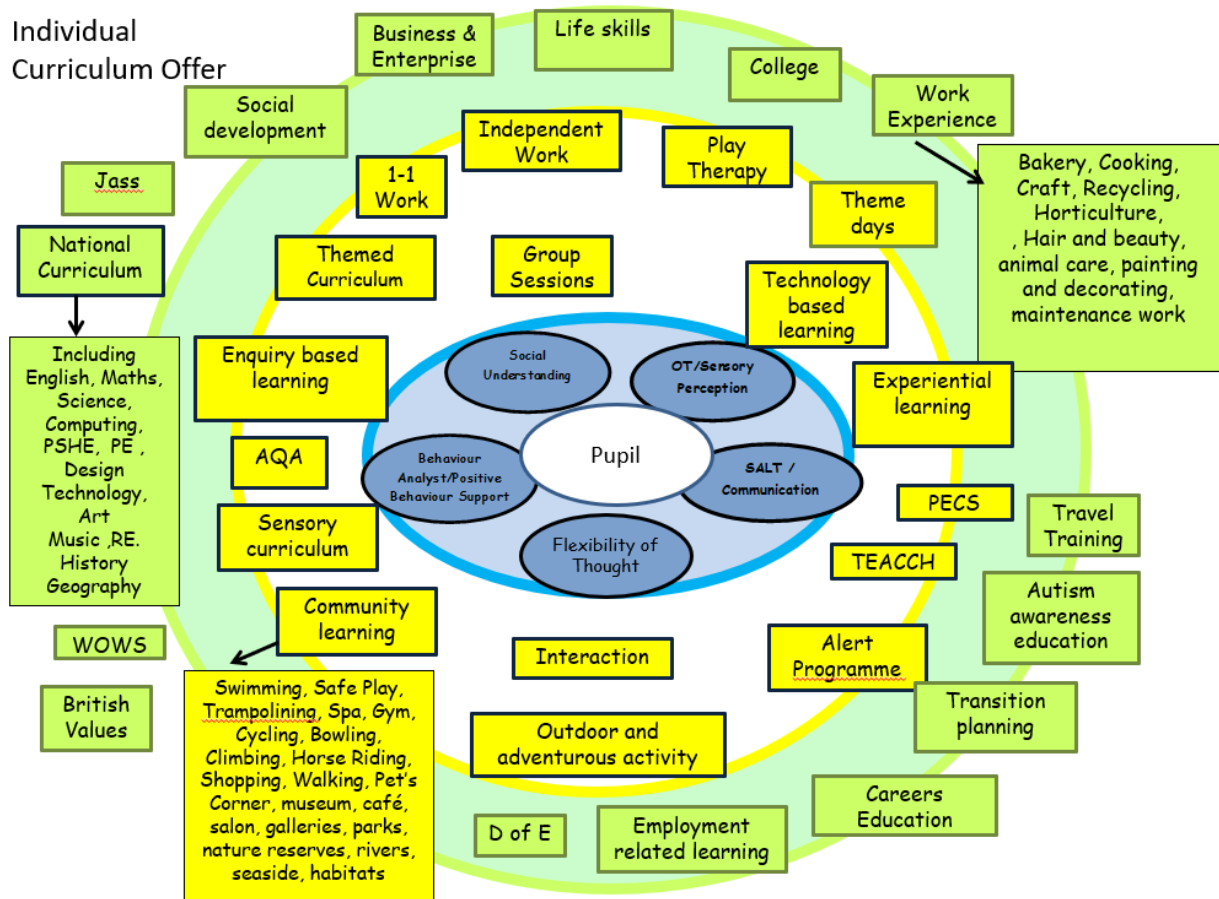 Individual
Curriculum Offer
Business &
Enterprise
Life skills
College
Work
Experience
Social
development
Jass
National
Curriculum
Including
English, Maths,
Science,
Computing,
PSHE, PE ,
Design
Technology,
Art
Music ,RE.
History
Geography
WOWS
British
Values
Bakery, Cooking,
Craft, Recycling,
Horticulture,
, Hair and beauty,
animal care, painting
and decorating,
maintenance work
Independent
Work
Play
Therapy
1-1
Work
Theme
days
Themed
Curriculum
Group
Sessions
Technology
based
learning
Enquiry based
learning
Experiential
learning
AQA
Sensory
curriculum
Community
learning
PECS
TEACCH
Alert
Programme
Interaction
Outdoor and
adventurous activity
Swimming, Safe Play,
Trampolining, Spa, Gym,
Cycling, Bowling,
Climbing, Horse Riding,
Shopping, Walking, Pet's
Corner, museum, café,
salon, galleries, parks,
nature reserves, rivers,
seaside, habitats
Social
Understanding
OT/Sensory
Perception
Pupil
Behaviour
Analyst/Positive
Behaviour Support
SALT /
Communication
Flexibility of
Thought
Travel
Training
Autism
awareness
education
Transition
planning
Careers
Education
Employment
related learning
D of E